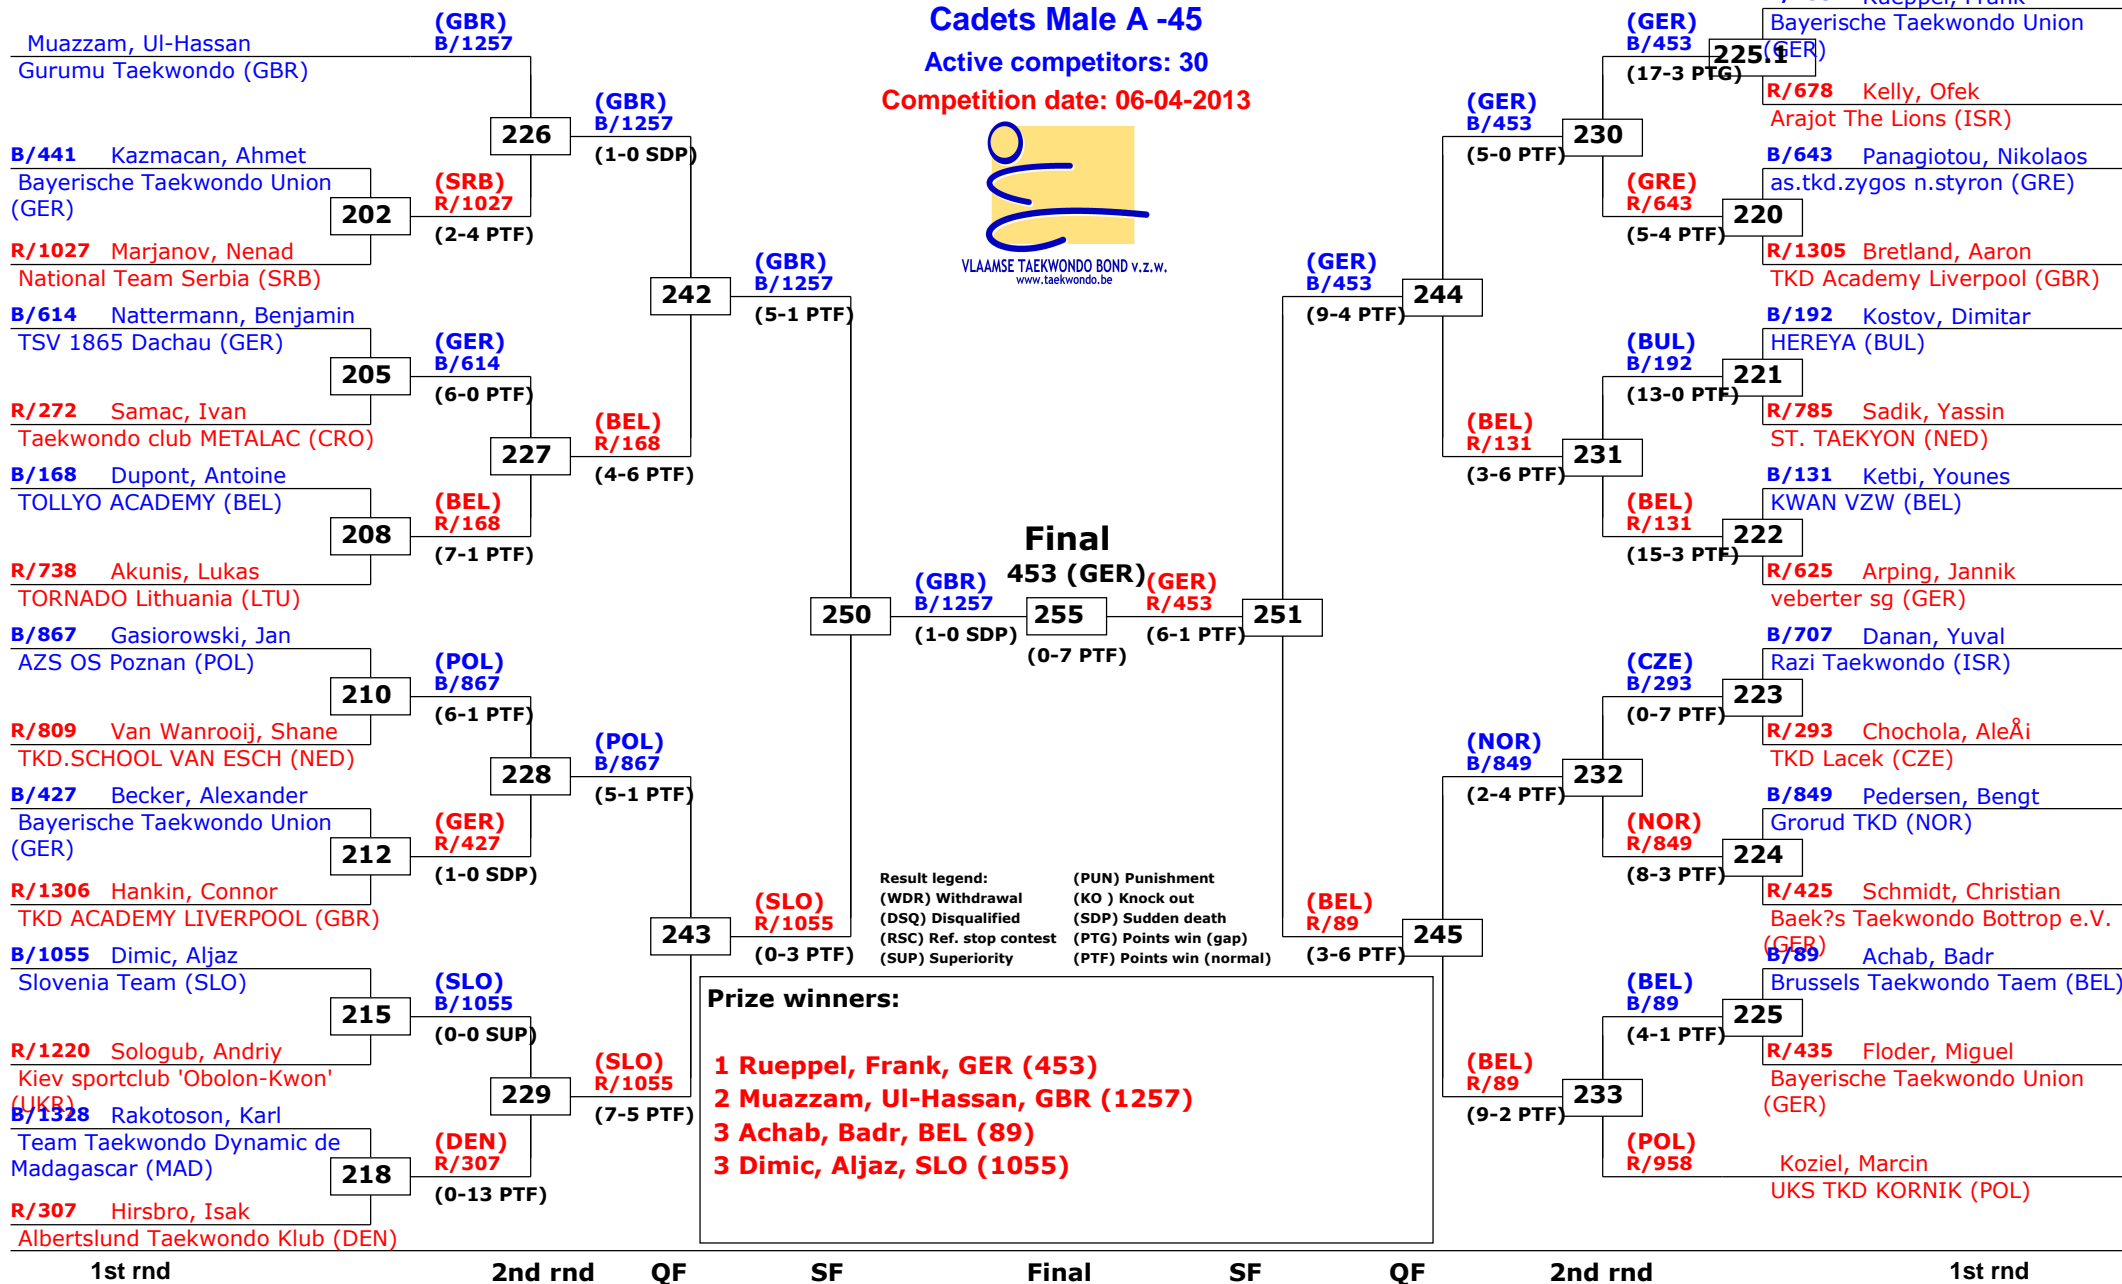 Cadets Male A -45
Active competitors: 30
Competition date: 06-04-2013
VLAAMSE TAEKWONDO BOND v.z.w.
www.taekwondo.be
(GBR)
B/1257
Muazzam, Ul-Hassan
Gurumu Taekwondo (GBR)
B/441 Kazmacan, Ahmet
Bayerische Taekwondo Union
(GER)
202
R/1027 Marjanov, Nenad
National Team Serbia (SRB)
B/614 Nattermann, Benjamin
TSV 1865 Dachau (GER)
205
R/272 Samac, Ivan
Taekwondo club METALAC (CRO)
B/168 Dupont, Antoine
TOLLYO ACADEMY (BEL)
208
R/738 Akunis, Lukas
TORNADO Lithuania (LTU)
B/867 Gasiorowski, Jan
AZS OS Poznan (POL)
210
R/809 Van Wanrooij, Shane
TKD.SCHOOL VAN ESCH (NED)
B/427 Becker, Alexander
Bayerische Taekwondo Union
(GER)
212
R/1306 Hankin, Connor
TKD ACADEMY LIVERPOOL (GBR)
B/1055 Dimic, Aljaz
Slovenia Team (SLO)
215
R/1220 Sologub, Andriy
Kiev sportclub 'Obolon-Kwon'
(UKR)
B/1328 Rakotoson, Karl
Team Taekwondo Dynamic de
Madagascar (MAD)
218
R/307 Hirsbro, Isak
Albertslund Taekwondo Klub (DEN)
226
(SRB)
R/1027
(2-4 PTF)
(GER)
B/614
(6-0 PTF)
227
(BEL)
R/168
(7-1 PTF)
(POL)
B/867
(6-1 PTF)
228
(GER)
R/427
(1-0 SDP)
(SLO)
B/1055
(0-0 SUP)
229
(DEN)
R/307
(0-13 PTF)
(GBR)
B/1257
(1-0 SDP)
242
(BEL)
R/168
(4-6 PTF)
(POL)
B/867
(5-1 PTF)
243
(SLO)
R/1055
(7-5 PTF)
(GBR)
B/1257
(5-1 PTF)
250
(SLO)
R/1055
(0-3 PTF)
Final
453 (GER)
(GBR)
B/1257
(1-0 SDP)
255
(0-7 PTF)
(GER)
R/453
(6-1 PTF)
251
(GER)
B/453
(9-4 PTF)
244
(BEL)
R/89
(3-6 PTF)
245
(GER)
B/453
(5-0 PTF)
230
(BEL)
R/131
(3-6 PTF)
231
(NOR)
B/849
(2-4 PTF)
232
(BEL)
R/89
(9-2 PTF)
233
(GER)
B/453
(17-3 PTG)
225.1
(GRE)
R/643
(5-4 PTF)
220
(BUL)
B/192
(13-0 PTF)
221
(BEL)
R/131
(15-3 PTF)
222
(CZE)
B/293
(0-7 PTF)
223
(NOR)
R/849
(8-3 PTF)
224
(BEL)
B/89
(4-1 PTF)
225
(POL)
R/958
Bayerische Taekwondo Union
(GER)
R/678 Kelly, Ofek
Arajot The Lions (ISR)
B/643 Panagiotou, Nikolaos
as.tkd.zygos n.styron (GRE)
R/1305 Bretland, Aaron
TKD Academy Liverpool (GBR)
B/192 Kostov, Dimitar
HEREYA (BUL)
R/785 Sadik, Yassin
ST. TAEKYON (NED)
B/131 Ketbi, Younes
KWAN VZW (BEL)
R/625 Arping, Jannik
veberter sg (GER)
B/707 Danan, Yuval
Razi Taekwondo (ISR)
R/293 Chochola, AleÅi
TKD Lacek (CZE)
B/849 Pedersen, Bengt
Grorud TKD (NOR)
R/425 Schmidt, Christian
Baek?s Taekwondo Bottrop e.V.
(GER)
B/89 Achab, Badr
Brussels Taekwondo Taem (BEL)
R/435 Floder, Miguel
Bayerische Taekwondo Union
(GER)
Koziel, Marcin
UKS TKD KORNIK (POL)
Result legend: (PUN) Punishment
(WDR) Withdrawal (KO ) Knock out
(DSQ) Disqualified (SDP) Sudden death
(RSC) Ref. stop contest (PTG) Points win (gap)
(SUP) Superiority (PTF) Points win (normal)
Prize winners:
1 Rueppel, Frank, GER (453)
2 Muazzam, Ul-Hassan, GBR (1257)
3 Achab, Badr, BEL (89)
3 Dimic, Aljaz, SLO (1055)
1st rnd 2nd rnd QF SF Final SF QF 2nd rnd 1st rnd